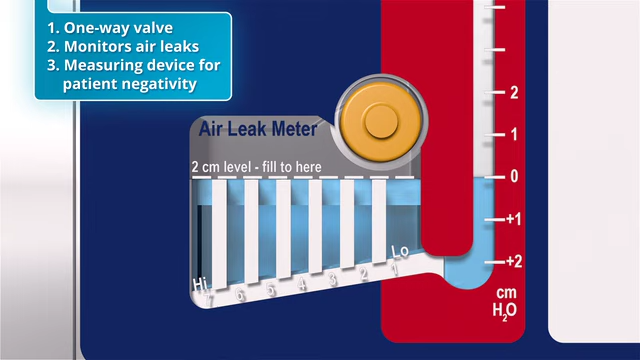 1. One-way valve
2. Monitors air leaks
3. Measuring device for
patient negativity
Air Leak Meter
2 cm level - fill to here
Hi
7 6 5 4 3 2 1
Lo
2
1
0
+1
+2
cm
H2O